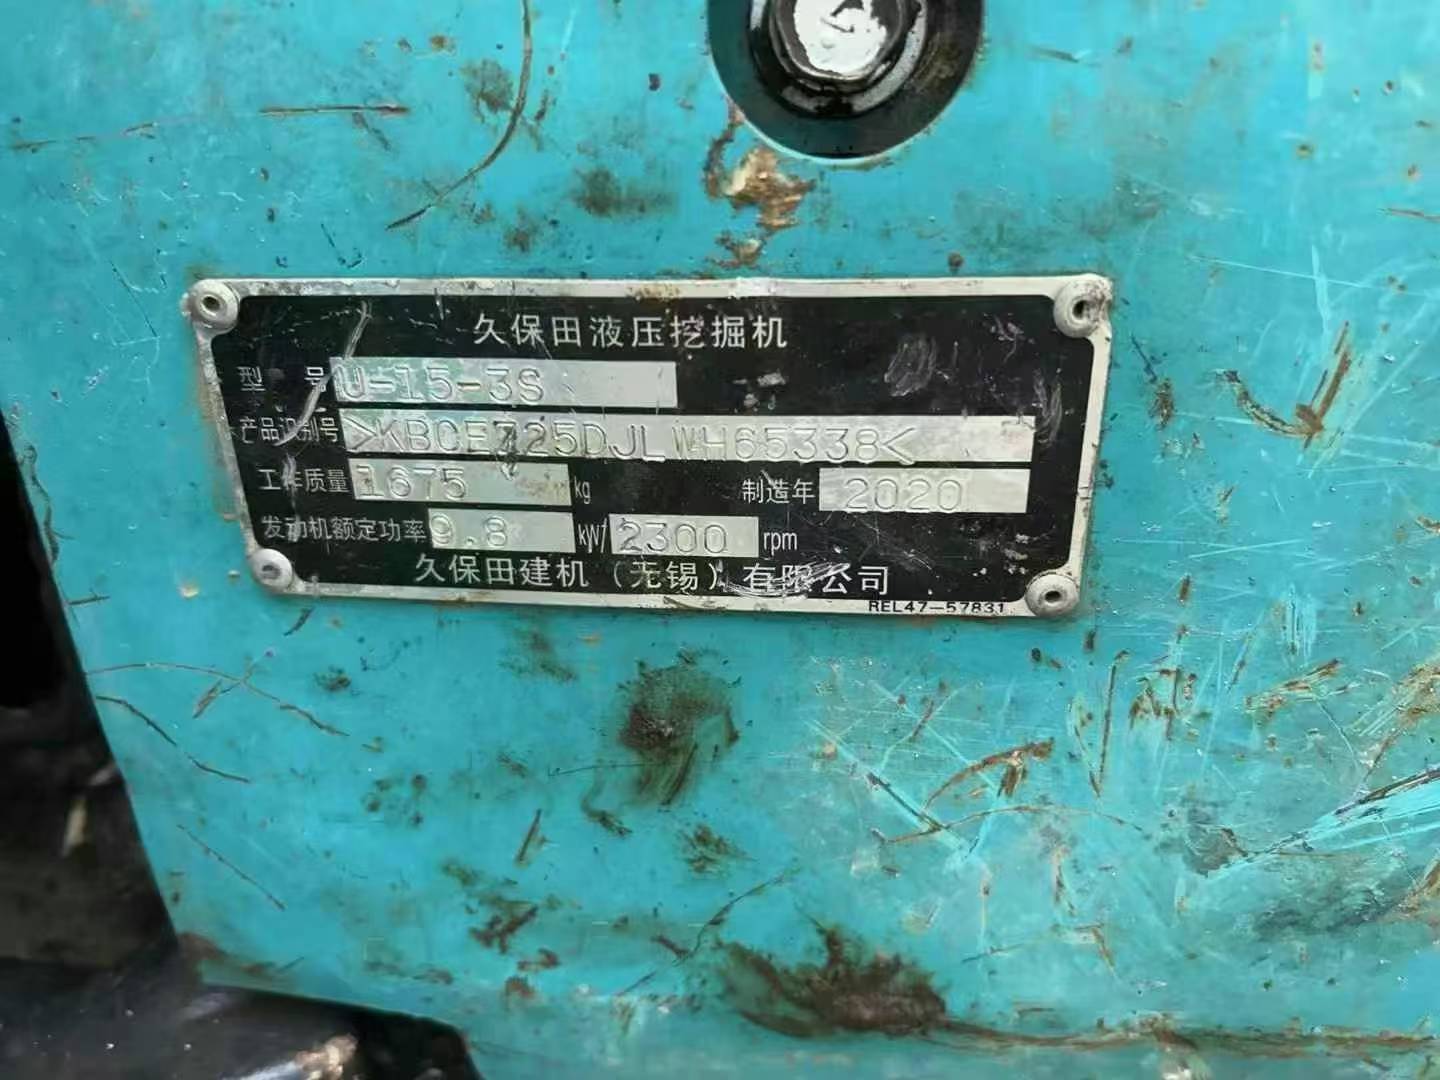 久保田液压挖掘机
型号 U-15-3S
产品识别号 >KBCEZ25DJLWH65338<
工作质量 1675 kg 制造年 2020
发动机额定功率 9.8 kW/ 2300 rpm
久保田建机（无锡）有限公司
REL47-57831